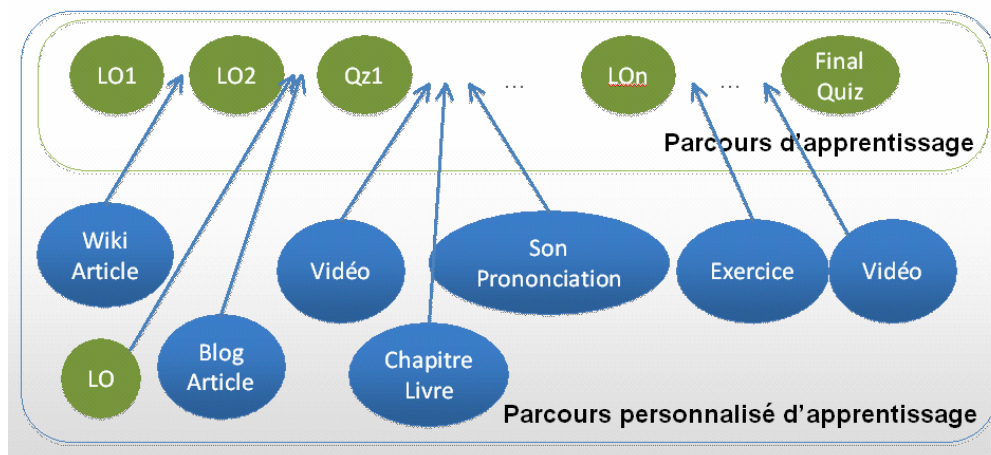 LO1
LO2
Qz1
...
LOn
...
Final
Quiz
Parcours d'apprentissage
Wiki
Article
Vidéo
Son
Prononciation
Exercice
Vidéo
LO
Blog
Article
Chapitre
Livre
Parcours personnalisé d'apprentissage